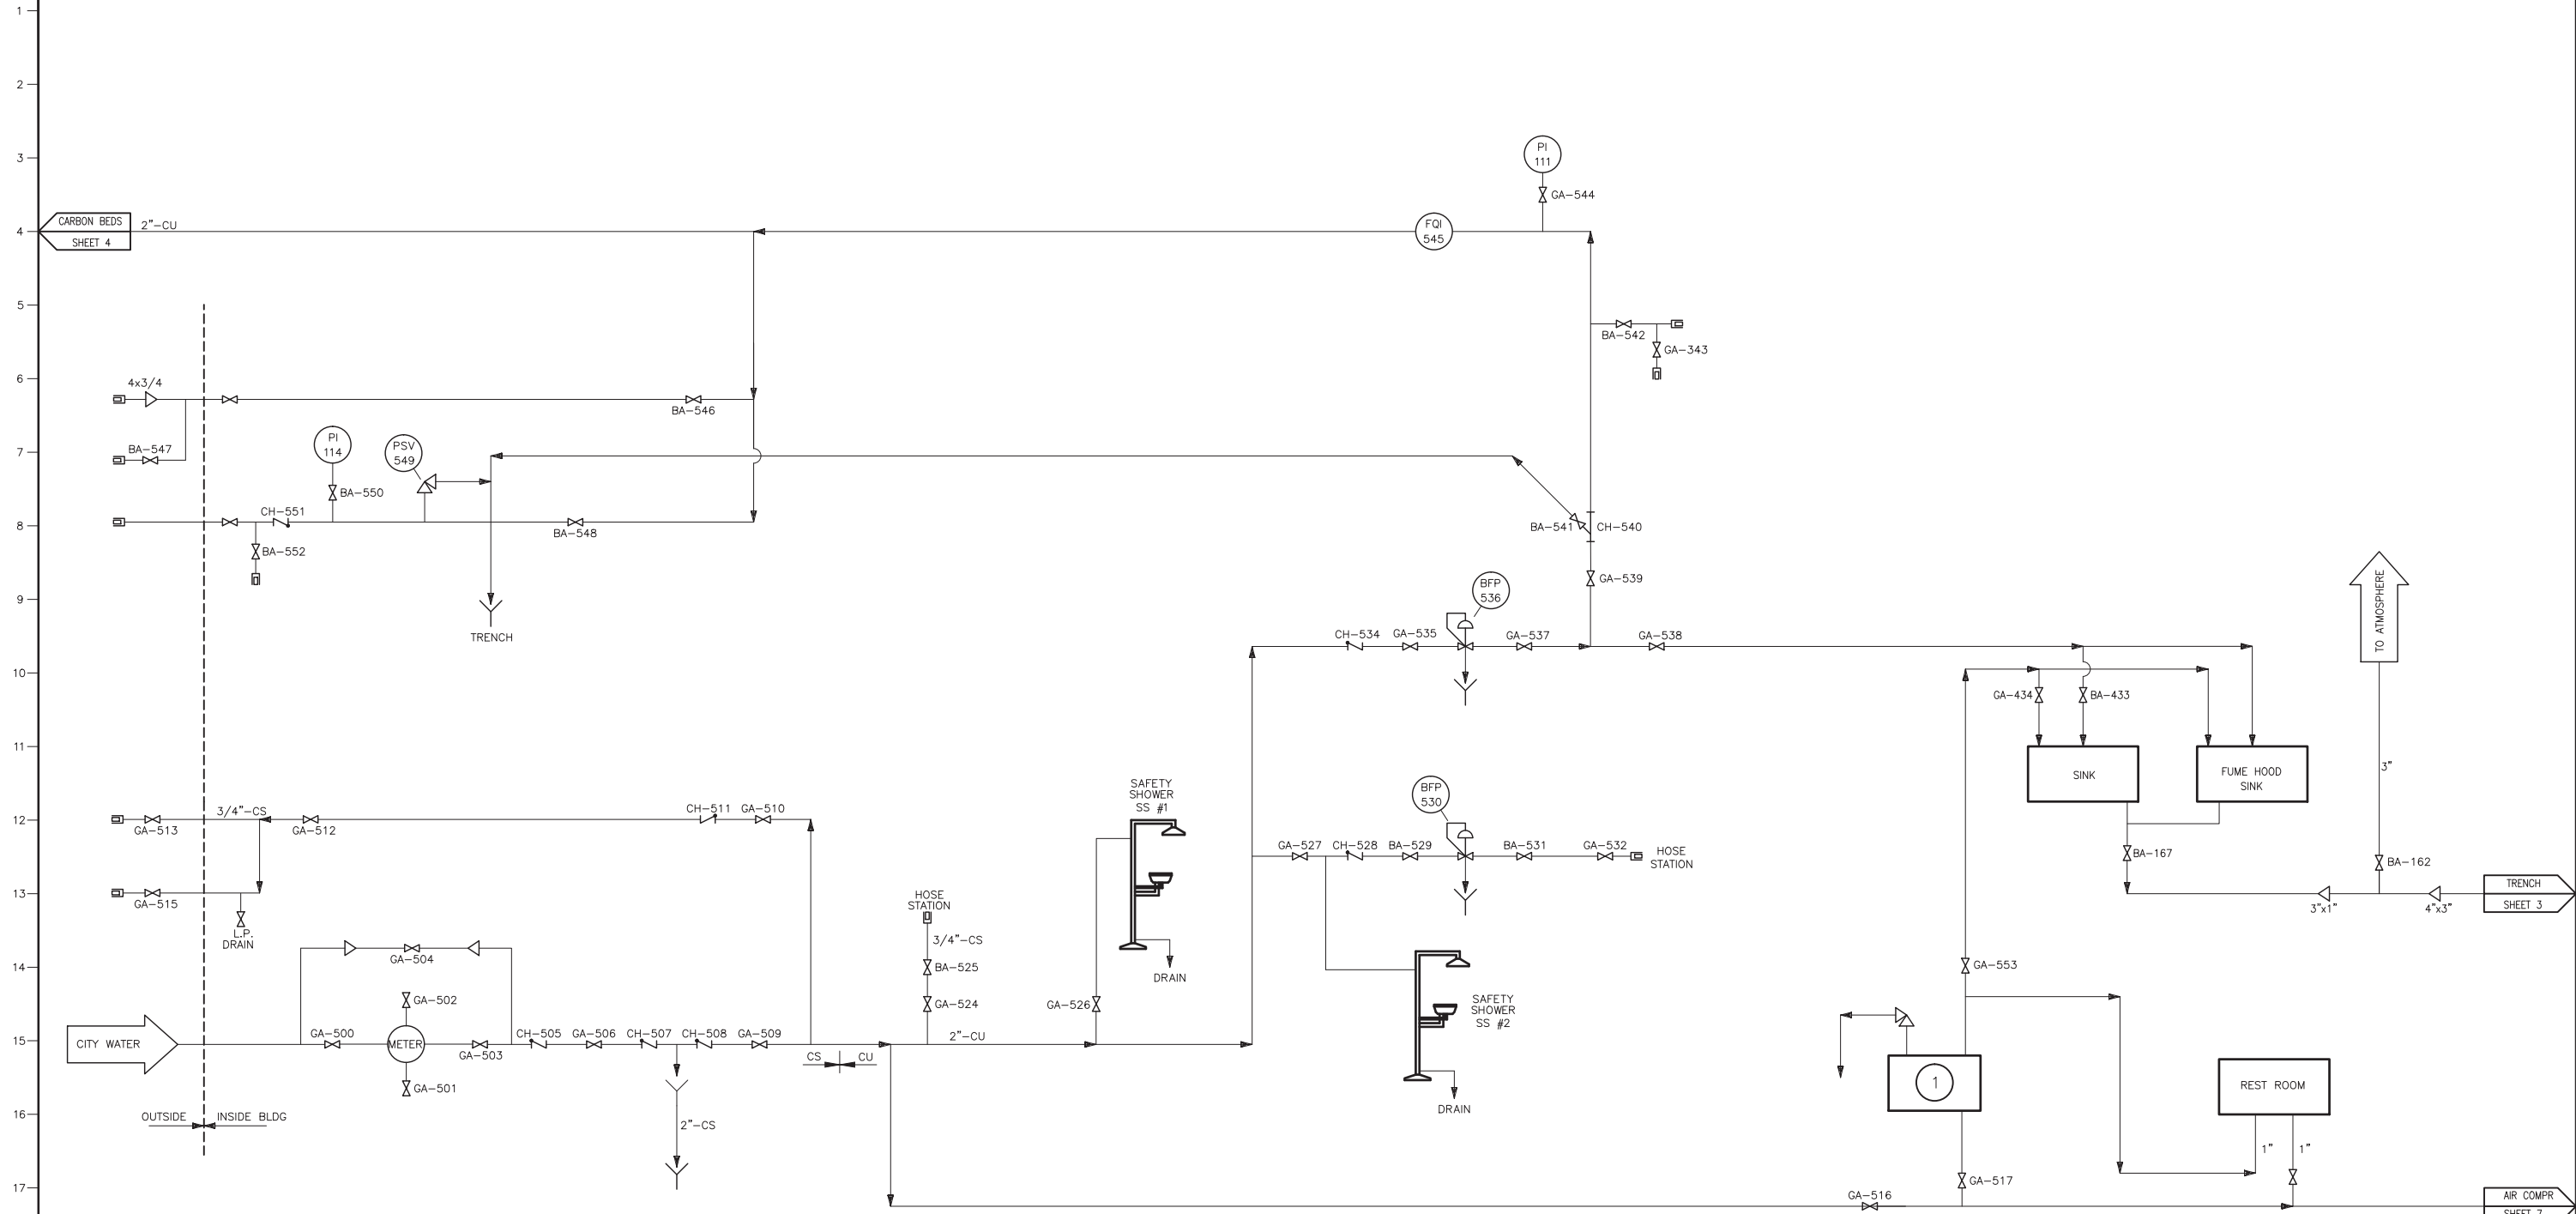 1
2
3
PI
111
GA-544
CARBON BEDS
2"-CU
4
SHEET 4
FQI
545
5
BA-542
GA-343
6
4x3/4
BA-546
7
BA-547
PI
114
PSV
549
BA-550
8
CH-551
BA-548
BA-541
CH-540
BA-552
GA-539
TO ATMOSPHERE
9
BFP
536
TRENCH
CH-534
GA-535
GA-537
GA-538
10
GA-434
BA-433
11
SINK
FUME HOOD
SINK
3"
SAFETY
SHOWER
SS #1
BFP
530
12
3/4"-CS
CH-511
GA-510
GA-513
GA-512
GA-527
CH-528
BA-529
BA-531
GA-532
HOSE
STATION
BA-167
BA-162
13
GA-515
HOSE
STATION
TRENCH
SHEET 3
3"x1"
4"x3"
L.P.
DRAIN
3/4"-CS
GA-504
14
BA-525
DRAIN
GA-553
GA-502
GA-524
GA-526
SAFETY
SHOWER
SS #2
15
CITY WATER
GA-500
METER
GA-503
CH-505
GA-506
CH-507
CH-508
GA-509
2"-CU
CS
CU
GA-501
1
REST ROOM
16
OUTSIDE
INSIDE BLDG
2"-CS
DRAIN
1"
1"
17
GA-517
GA-516
AIR COMPR
SHEET 7